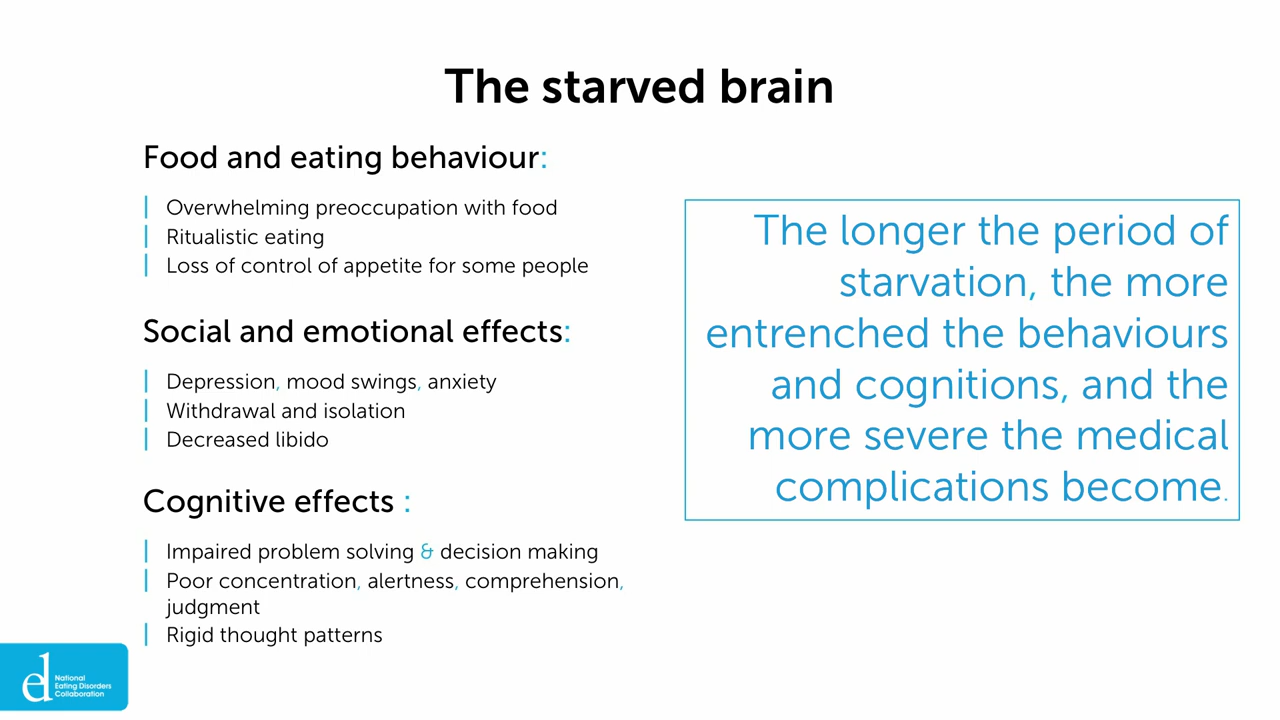 The starved brain
Food and eating behaviour:
Overwhelming preoccupation with food
Ritualistic eating
Loss of control of appetite for some people
Social and emotional effects:
Depression, mood swings, anxiety
Withdrawal and isolation
Decreased libido
Cognitive effects :
Impaired problem solving & decision making
Poor concentration, alertness, comprehension,
judgment
Rigid thought patterns
The longer the period of
starvation, the more
entrenched the behaviours
and cognitions, and the
more severe the medical
complications become.
ed
National
Eating Disorders
Collaboration